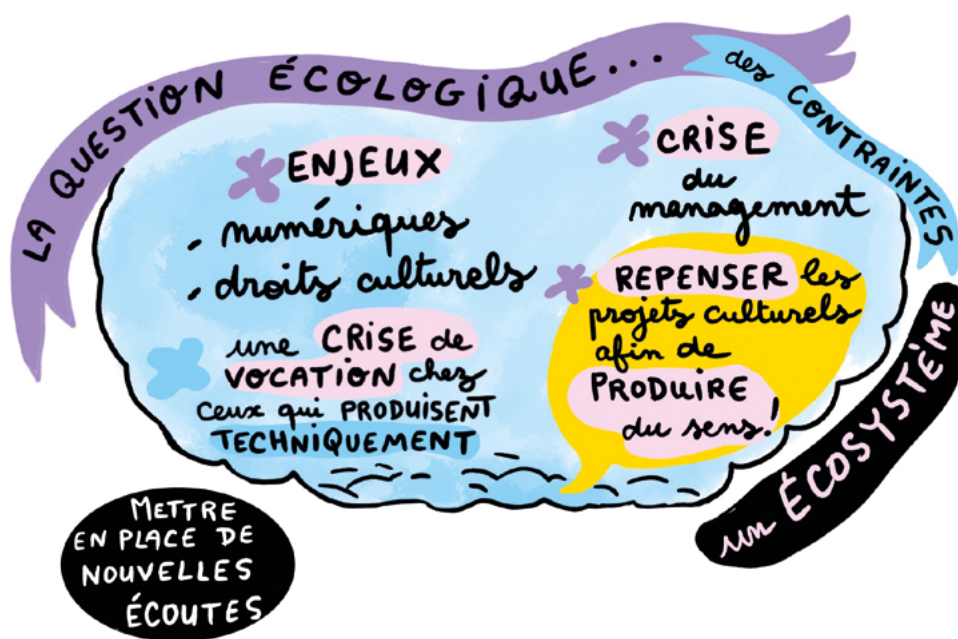 LA QUESTION ÉCOLOGIQUE...
des CONTRAINTES
ENJEUX
, numériques
, droits culturels
une CRISE de
VOCATION chez
ceux qui PRODUISENT
TECHNIQUEMENT
CRISE
du
management
REPENSER les
projets culturels
afin de
PRODUIRE
du sens!
un ÉCOSYSTÈME
METTRE
EN PLACE DE
NOUVELLES
ÉCOUTES